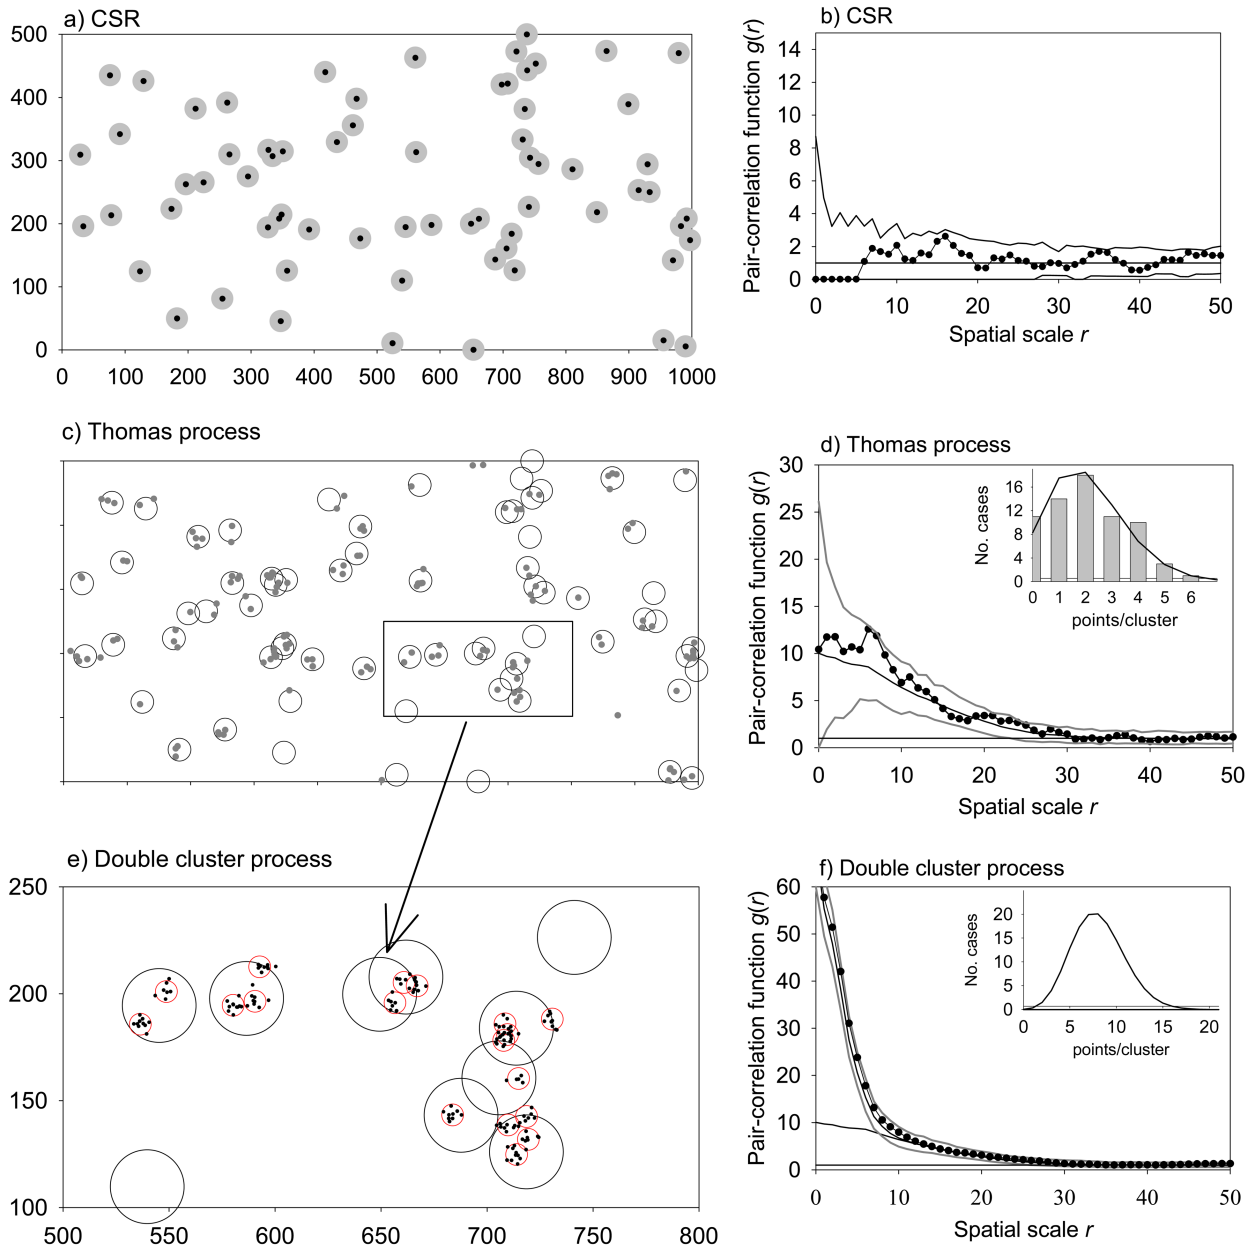 a) CSR
500
400
300
200
100
0
0 100 200 300 400 500 600 700 800 900 1000
b) CSR
Pair-correlation function g(r)
14
12
10
8
6
4
2
0
0 10 20 30 40 50
Spatial scale r
c) Thomas process
d) Thomas process
Pair-correlation function g(r)
30
25
20
15
10
5
0
0 10 20 30 40 50
Spatial scale r
No. cases
16
12
8
4
0
0 1 2 3 4 5 6
points/cluster
e) Double cluster process
250
200
150
100
500 550 600 650 700 750 800
f) Double cluster process
Pair-correlation function g(r)
60
50
40
30
20
10
0
0 10 20 30 40 50
Spatial scale r
No. cases
20
15
10
5
0
0 5 10 15 20
points/cluster